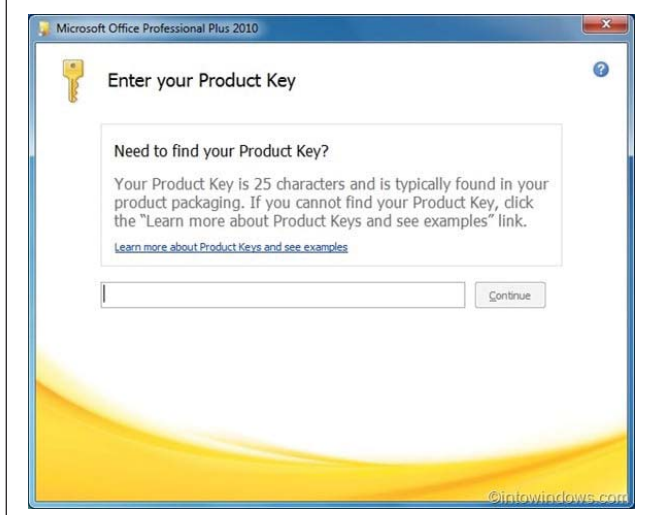 Microsoft Office Professional Plus 2010
Enter your Product Key
Need to find your Product Key?
Your Product Key is 25 characters and is typically found in your
product packaging. If you cannot find your Product Key, click
the "Learn more about Product Keys and see examples" link.
Learn more about Product Keys and see examples
Continue
©intowindows.com